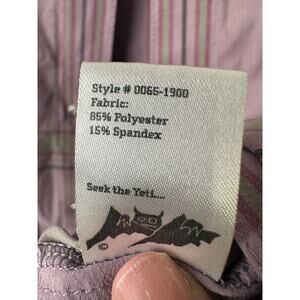 Style # 0065-1900
Fabric:
85% Polyester
15% Spandex
Seek the Yeti....
©